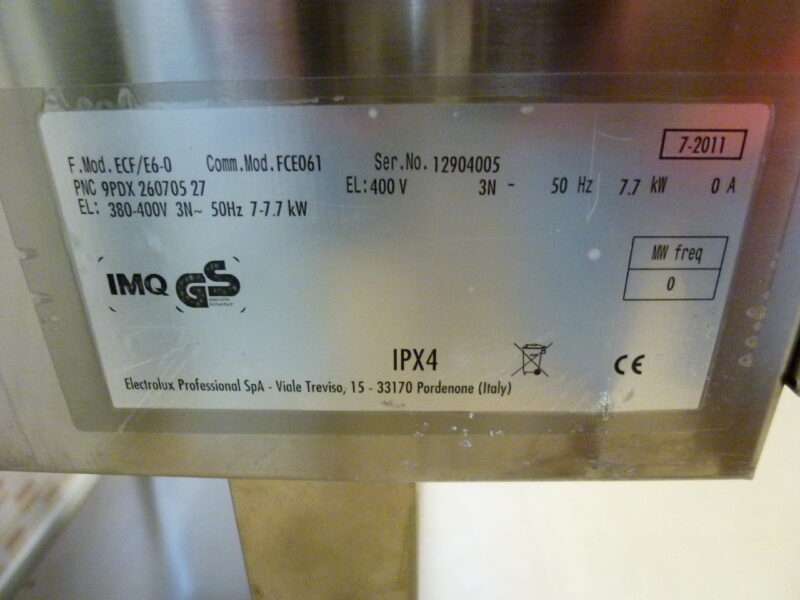 7-2011
F.Mod. ECF/E6-0 Comm.Mod. FCE061 Ser.No. 12904005
PNC 9PDX 260705 27 EL: 400 V 3N ~ 50 Hz 7.7 kW 0 A
EL: 380-400V 3N~ 50Hz 7-7.7 kW
MW freq
0
IMQ GS
geprüfte
Sicherheit
IPX4
CE
Electrolux Professional SpA - Viale Treviso, 15 - 33170 Pordenone (Italy)